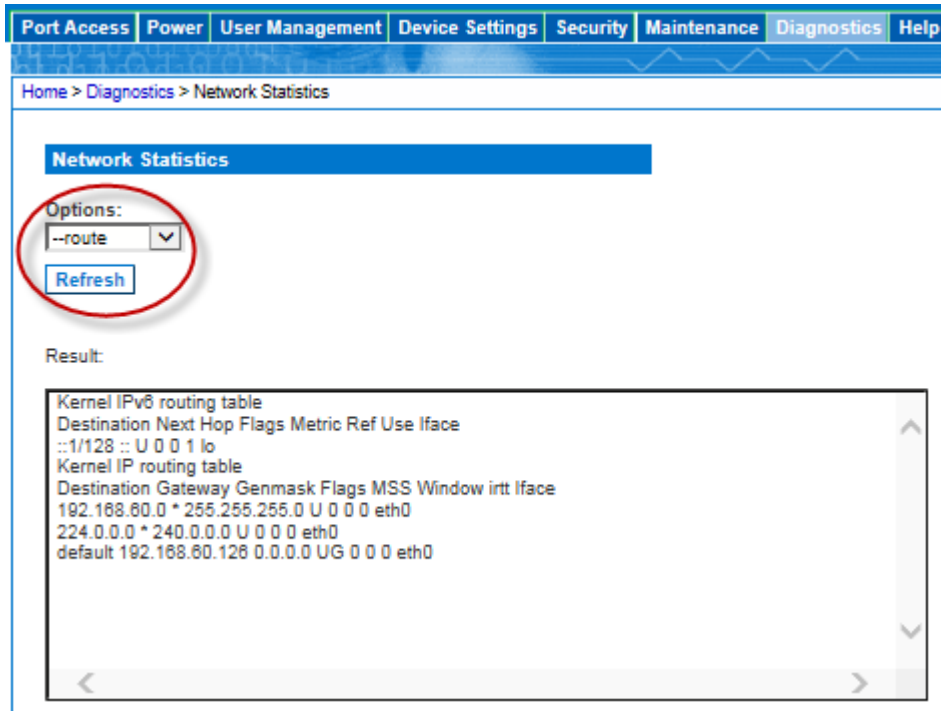 Port Access Power User Management Device Settings Security Maintenance Diagnostics Help
Home > Diagnostics > Network Statistics
Network Statistics
Options:
--route
Refresh
Result:
Kernel IPv6 routing table
Destination Next Hop Flags Metric Ref Use Iface
::1/128 :: U 0 0 1 lo
Kernel IP routing table
Destination Gateway Genmask Flags MSS Window irtt Iface
192.168.60.0 * 255.255.255.0 U 0 0 0 eth0
224.0.0.0 * 240.0.0.0 U 0 0 0 eth0
default 192.168.60.126 0.0.0.0 UG 0 0 0 eth0